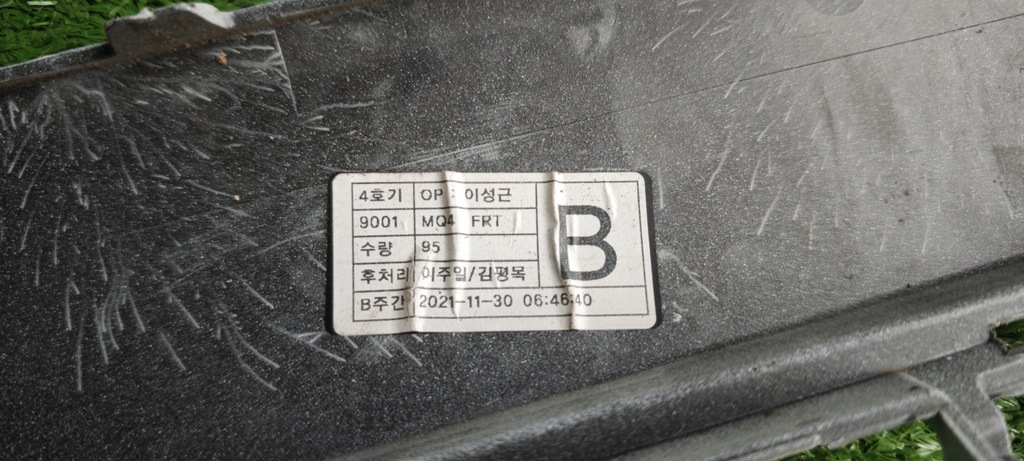 4호기 OP : 이성근
9001 MQ4 FRT
B
수량 95
후처리 이주일/김평목
B주간 2021-11-30 06:46:40